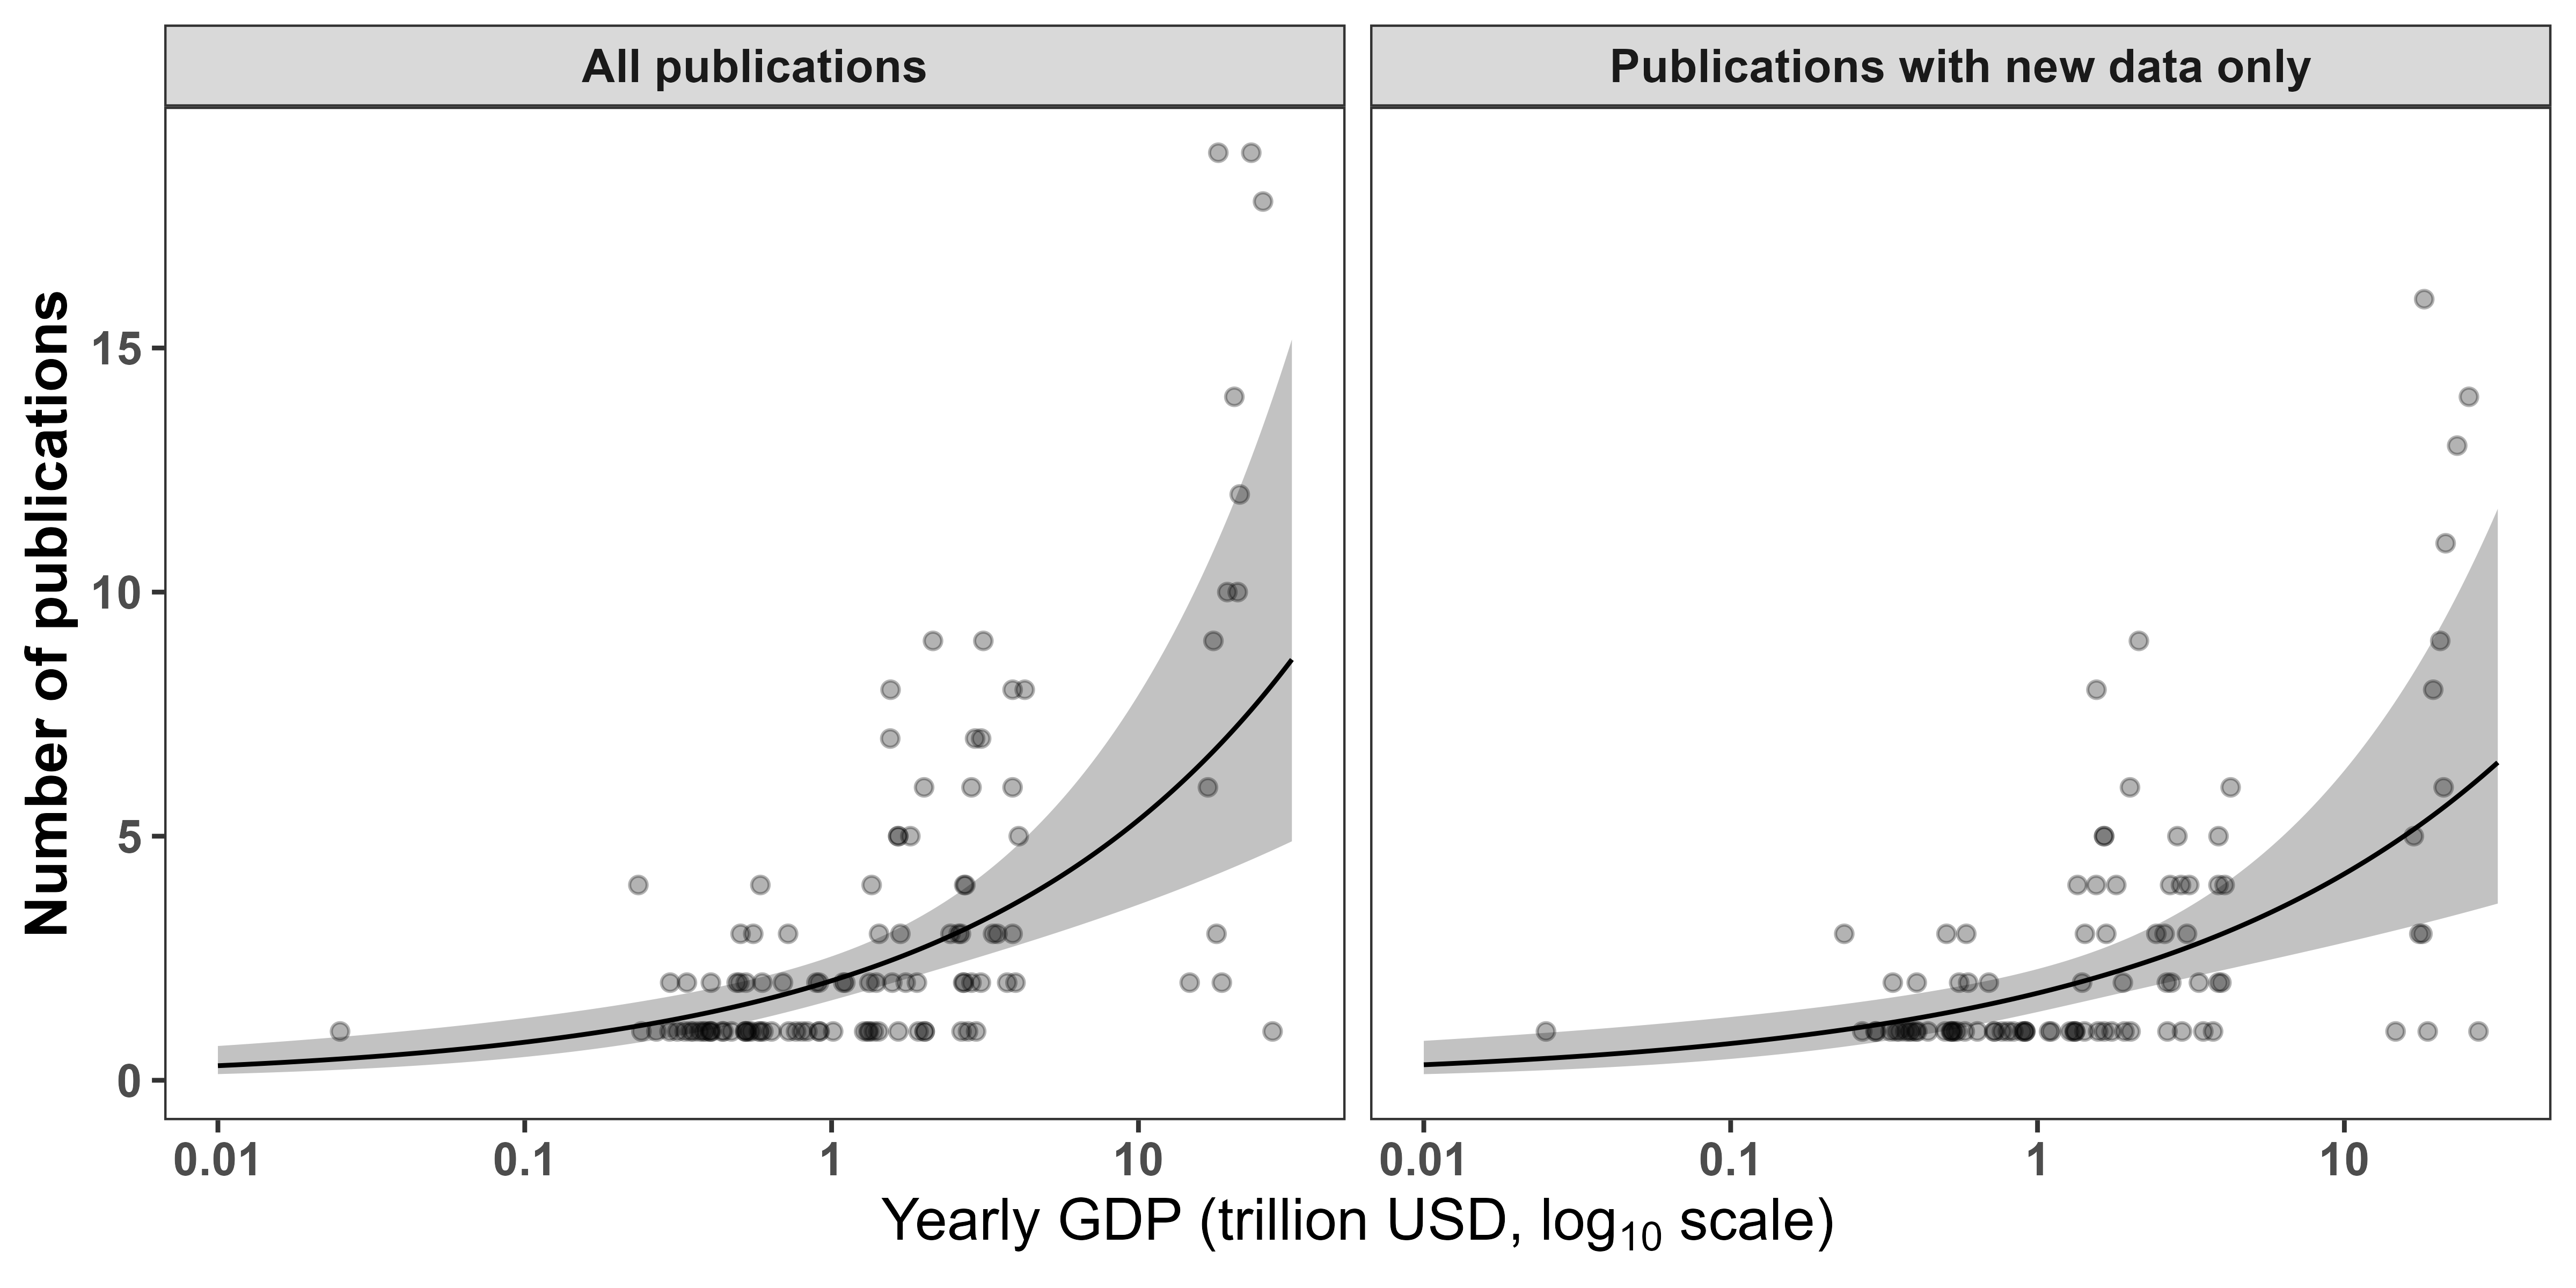 All publications
Publications with new data only
Number of publications
15
10
5
0
0.01 0.1 1 10
0.01 0.1 1 10
Yearly GDP (trillion USD, log₁₀ scale)